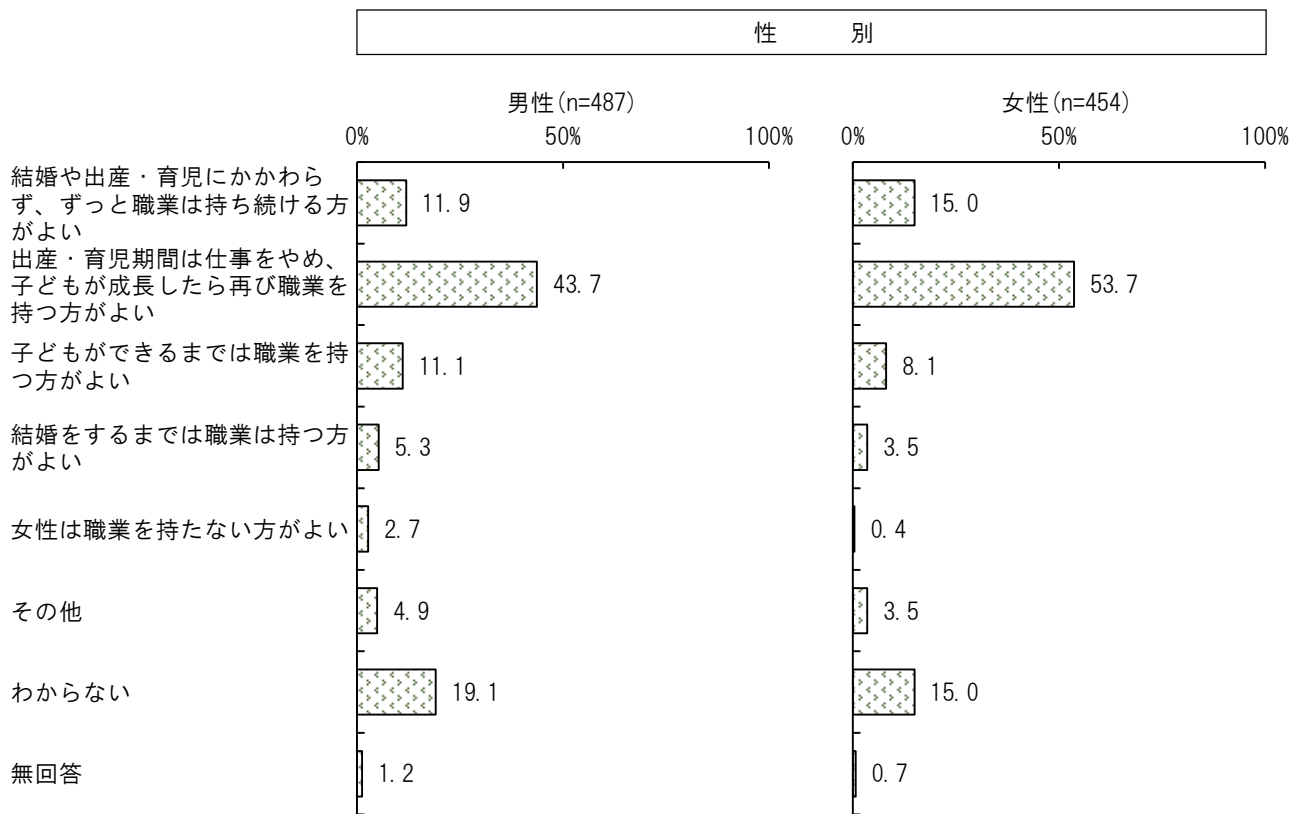 性 別
男性(n=487)
女性(n=454)
0% 50% 100%
0% 50% 100%
結婚や出産・育児にかかわら
ず、ずっと職業は持ち続ける方
がよい
11.9
15.0
出産・育児期間は仕事をやめ、
子どもが成長したら再び職業を
持つ方がよい
43.7
53.7
子どもができるまでは職業を持
つ方がよい
11.1
8.1
結婚をするまでは職業は持つ方
がよい
5.3
3.5
女性は職業を持たない方がよい
2.7
0.4
その他
4.9
3.5
わからない
19.1
15.0
無回答
1.2
0.7